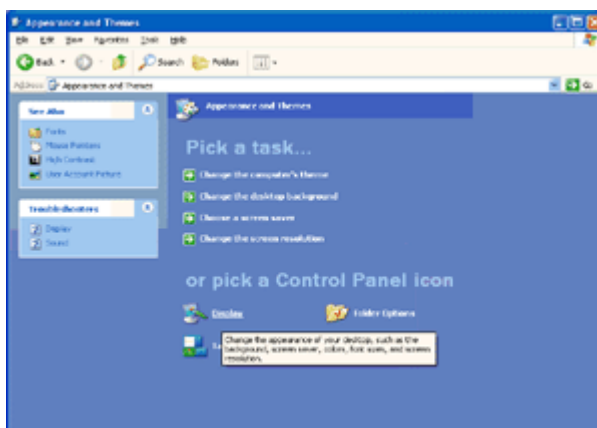 Appearance and Themes
File Edit View Favorites Tools Help
Back Search Folders
Address Appearance and Themes Go
See Also
Fonts
Mouse Pointers
High Contrast
User Account Picture
Troubleshooters
Display
Sound
Appearance and Themes
Pick a task...
Change the computer's theme
Change the desktop background
Choose a screen saver
Change the screen resolution
or pick a Control Panel icon
Display Folder Options
Change the appearance of your desktop, such as the
background, screen saver, colors, font sizes, and screen
resolution.